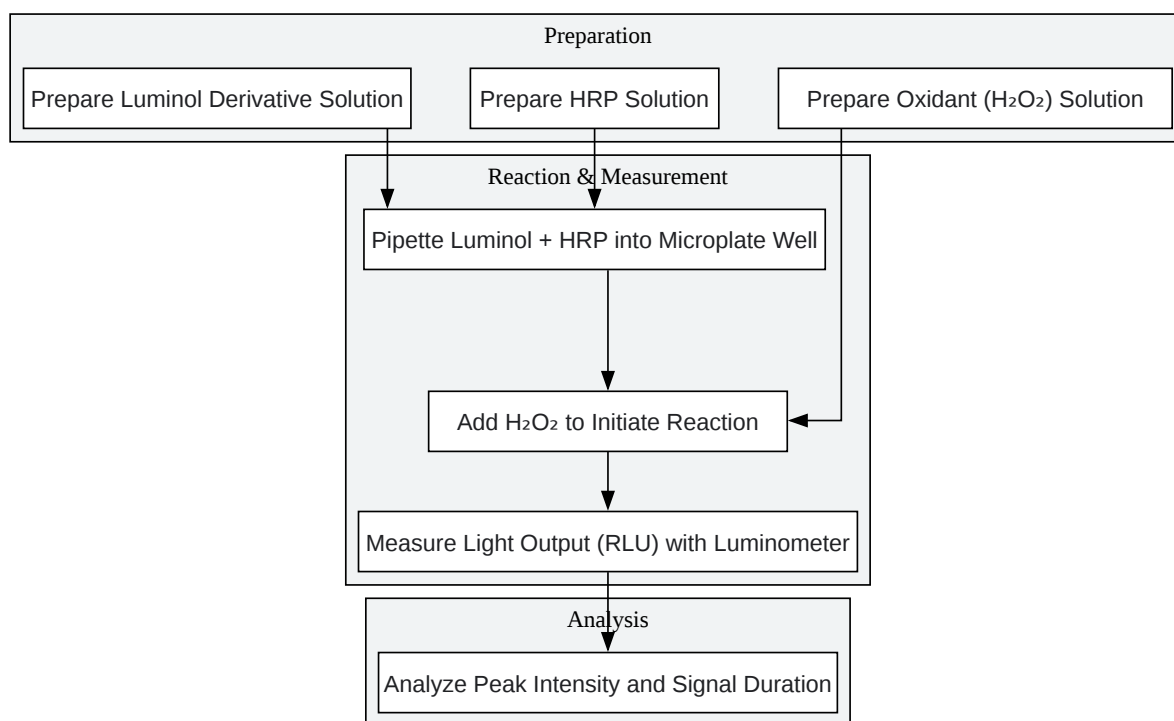 Preparation
Prepare Luminol Derivative Solution
Prepare HRP Solution
Prepare Oxidant (H₂O₂) Solution
Reaction & Measurement
Pipette Luminol + HRP into Microplate Well
Add H₂O₂ to Initiate Reaction
Measure Light Output (RLU) with Luminometer
Analysis
Analyze Peak Intensity and Signal Duration